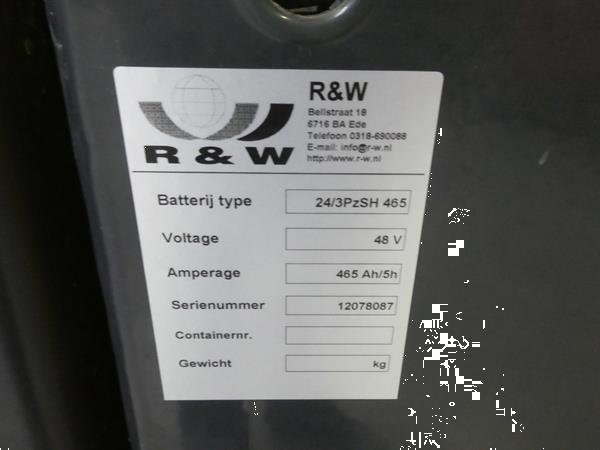 R & W
R&W
Bellstraat 18
6716 BA Ede
Telefoon 0318-690088
E-mail: info@r-w.nl
http://www.r-w.nl
Batterij type 24/3PzSH 465
Voltage 48 V
Amperage 465 Ah/5h
Serienummer 12078087
Containernr.
Gewicht kg